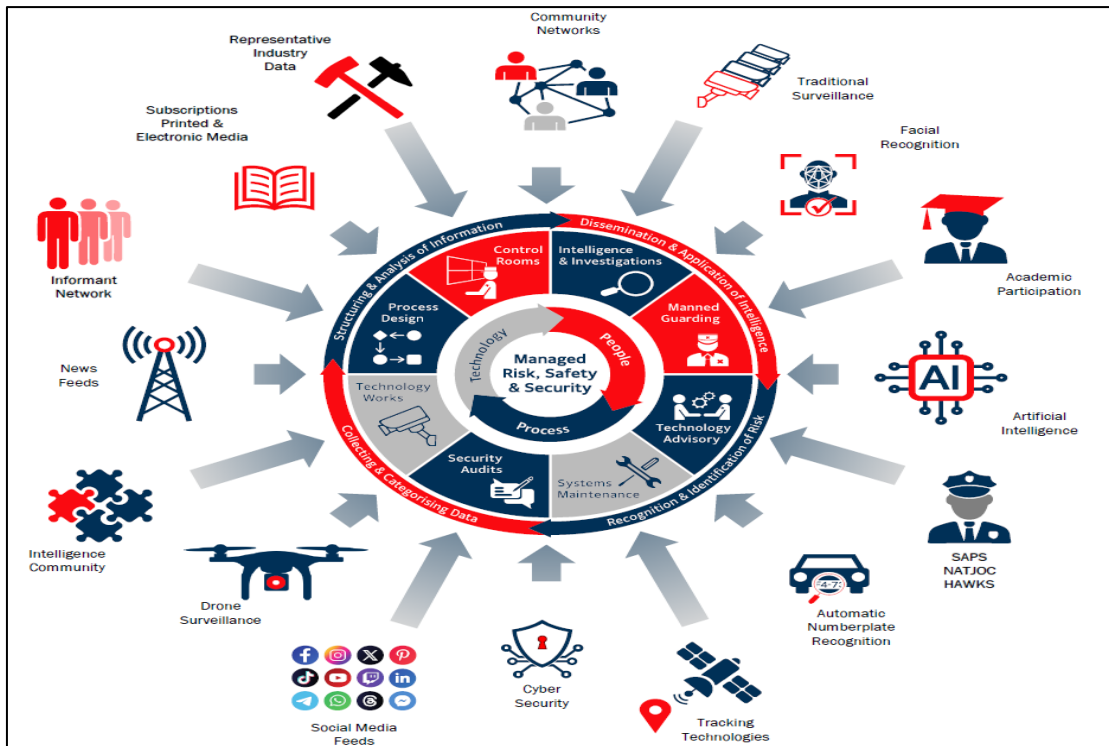 Community
Networks
Representative
Industry
Data
Traditional
Surveillance
Subscriptions
Printed &
Electronic Media
Facial
Recognition
Informant
Network
Academic
Participation
News
Feeds
AI
Artificial
Intelligence
Intelligence
Community
SAPS
NATJOC
HAWKS
Drone
Surveillance
Automatic
Numberplate
Recognition
Social Media
Feeds
Cyber
Security
Tracking
Technologies
Structuring & Analysis of Information
Dissemination & Application of Intelligence
Recognition & Identification of Risk
Collecting & Categorising Data
Control
Rooms
Intelligence
& Investigations
Manned
Guarding
Technology
Advisory
Systems
Maintenance
Security
Audits
Technology
Works
Process
Design
Technology
People
Process
Managed
Risk, Safety
& Security